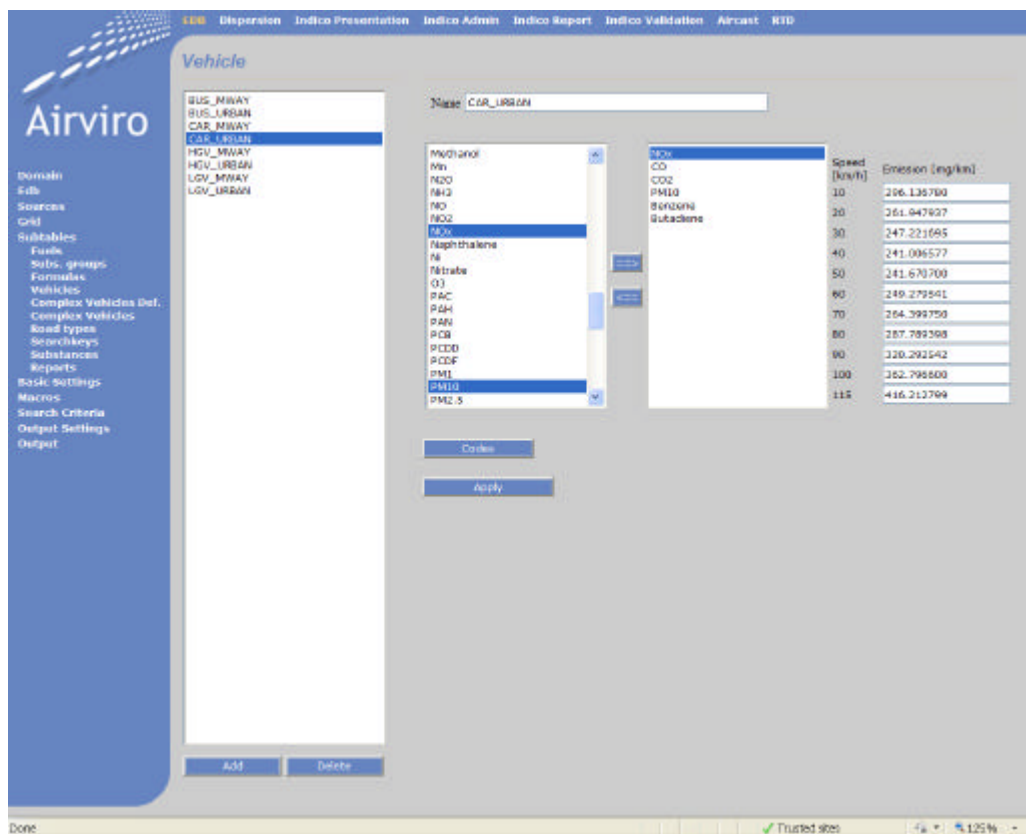 EDB Dispersion Indico Presentation Indico Admin Indico Report Indico Validation Aircast RTD
Airviro
Domain
Edb
Sources
Grid
Subtables
Fuels
Subs. groups
Formulas
Vehicles
Complex Vehicles Def.
Complex Vehicles
Road types
Searchkeys
Substances
Reports
Basic Settings
Macros
Search Criteria
Output Settings
Output
Vehicle
BUS_MWAY
BUS_URBAN
CAR_MWAY
CAR_URBAN
HGV_MWAY
HGV_URBAN
LGV_MWAY
LGV_URBAN
Add Delete
Name CAR_URBAN
Methanol
Mn
N2O
NH3
NO
NO2
NOx
Naphthalene
Ni
Nitrate
O3
PAC
PAH
PAN
PCB
PCDD
PCDF
PM1
PM10
PM2.5
==>
<==
NOx
CO
CO2
PM10
Benzene
Butadiene
Speed [km/h] Emission [mg/km]
10 296.136780
20 261.947937
30 247.221695
40 241.006577
50 241.670700
60 249.279541
70 264.399750
80 287.789398
90 320.292542
100 362.796600
115 416.212799
Codes
Apply
Done Trusted sites 125%